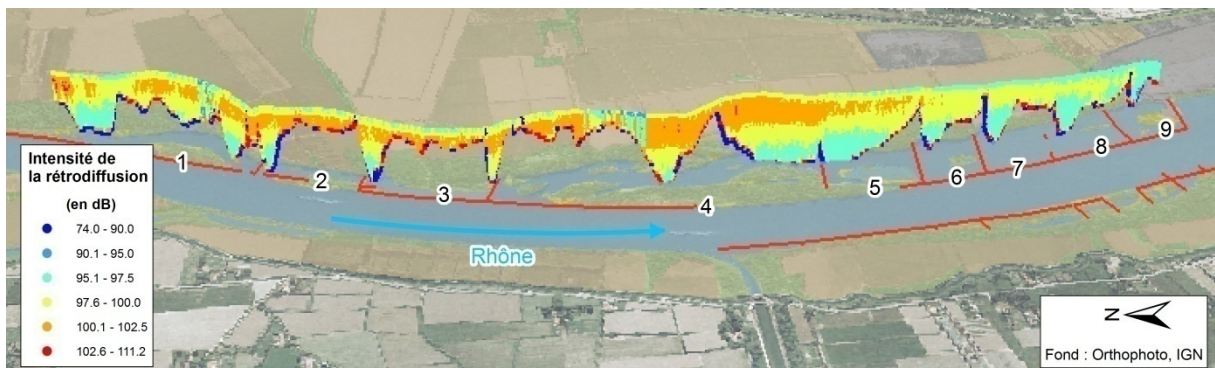 Intensité de
la rétrodiffusion
(en dB)
74.0 - 90.0
90.1 - 95.0
95.1 - 97.5
97.6 - 100.0
100.1 - 102.5
102.6 - 111.2
1
2
3
4
5
6
7
8
9
Rhône
N
Fond : Orthophoto, IGN